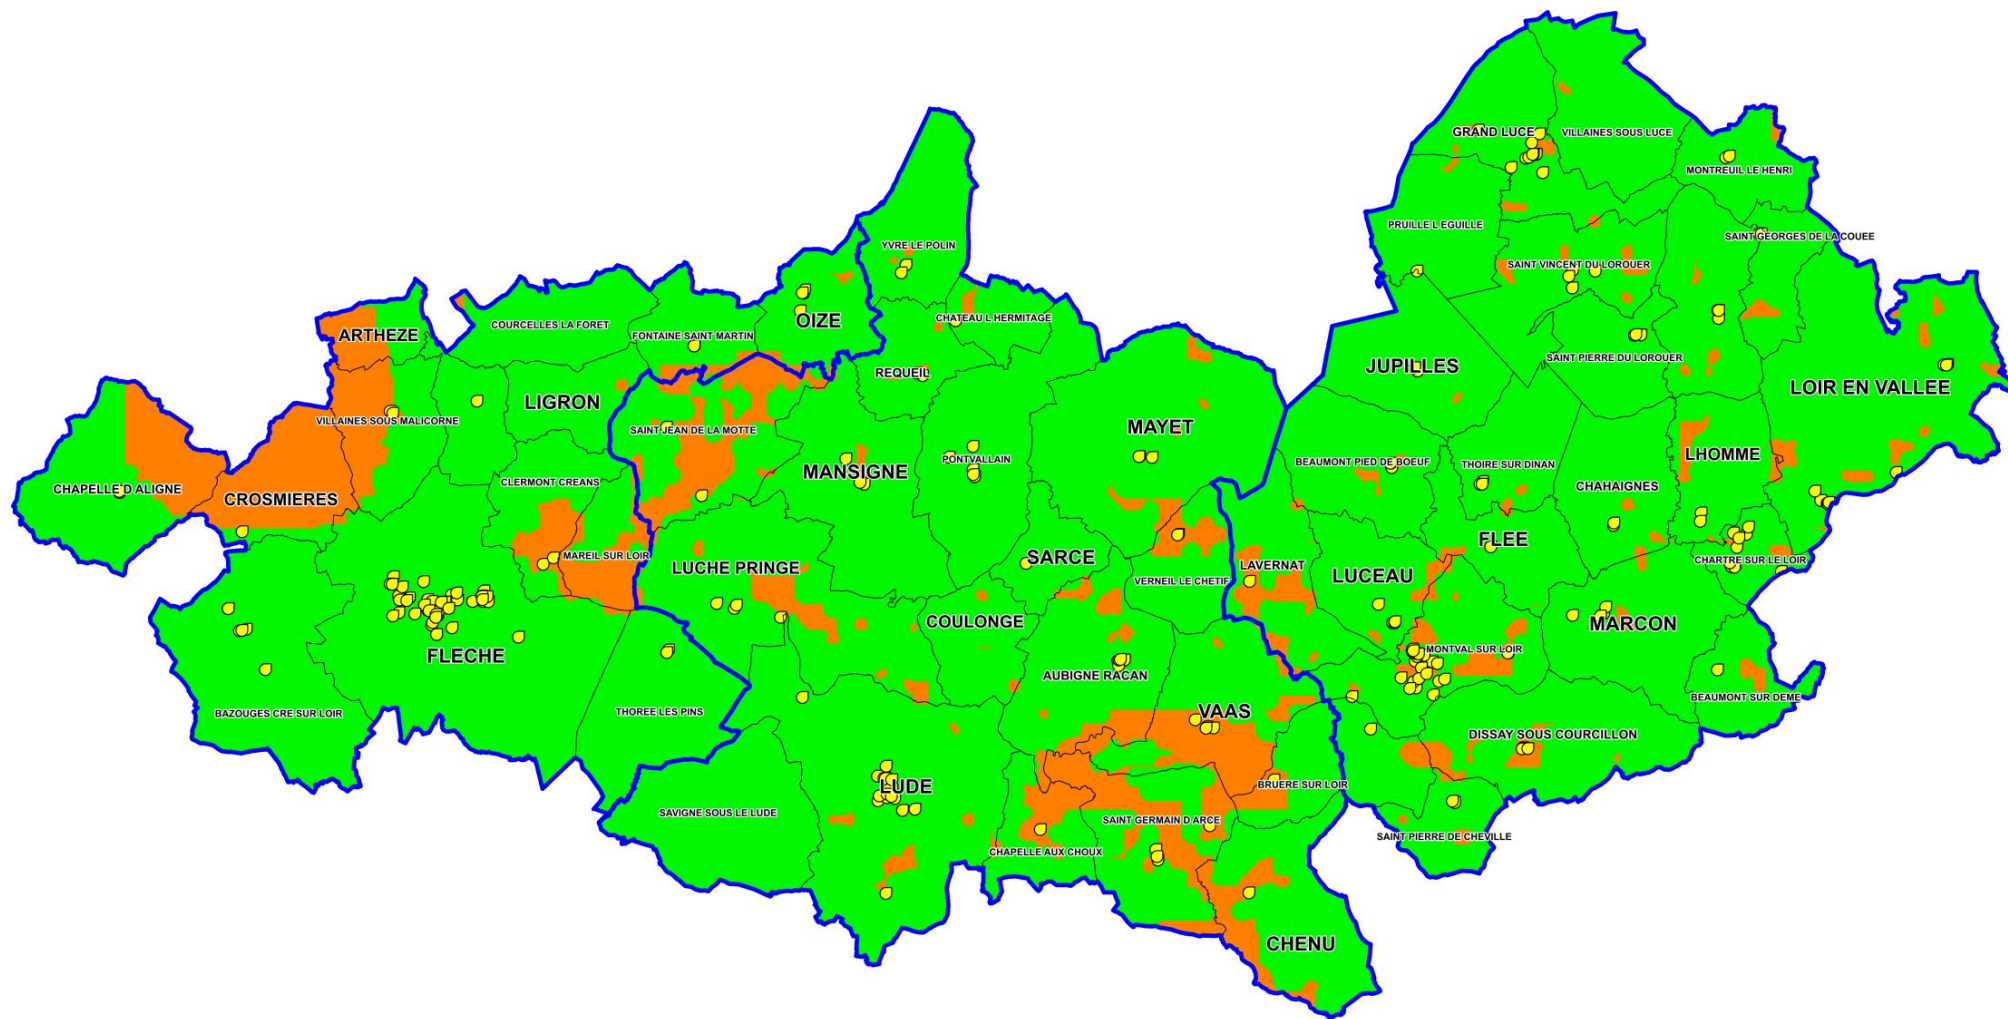 GRAND LUCE
VILLAINES SOUS LUCE
MONTREUIL LE HENRI
PRUILLE L EGUILLE
SAINT GEORGES DE LA COUEE
YVRE LE POLIN
SAINT VINCENT DU LOROUER
OIZE
CHATEAU L HERMITAGE
COURCELLES LA FORET
ARTHEZE
FONTAINE SAINT MARTIN
SAINT PIERRE DU LOROUER
JUPILLES
REQUEIL
LOIR EN VALLEE
LIGRON
VILLAINES SOUS MALICORNE
SAINT JEAN DE LA MOTTE
MAYET
LHOMME
PONTVALLAIN
BEAUMONT PIED DE BOEUF
THOIRE SUR DINAN
MANSIGNE
CLERMONT CREANS
CHAHAIGNES
CHAPELLE D ALIGNE
CROSMIERES
FLEE
MAREIL SUR LOIR
SARCE
CHARTRE SUR LE LOIR
LUCHE PRINGE
LAVERNAT
LUCEAU
VERNEIL LE CHETIF
COULONGE
MARCON
FLECHE
MONTVAL SUR LOIR
AUBIGNE RACAN
BEAUMONT SUR DEME
BAZOUGES CRE SUR LOIR
THOREE LES PINS
VAAS
DISSAY SOUS COURCILLON
LUDE
BRUERE SUR LOIR
SAVIGNE SOUS LE LUDE
SAINT GERMAIN D ARCE
SAINT PIERRE DE CHEVILLE
CHAPELLE AUX CHOUX
CHENU